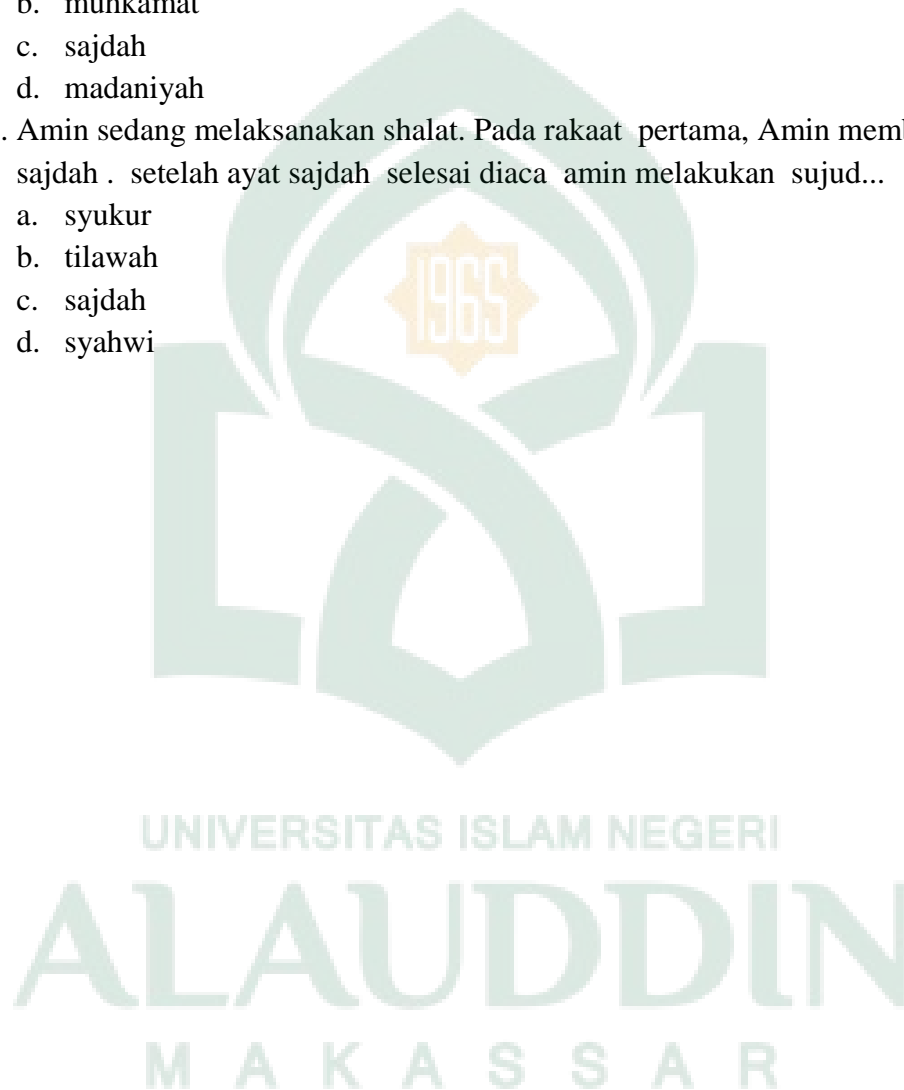 b. muhkamat
c. sajdah
d. madaniyah
. Amin sedang melaksanakan shalat. Pada rakaat pertama, Amin
sajdah . setelah ayat sajdah selesai diaca amin melakukan sujud...
a. syukur
b. tilawah
c. sajdah
d. syahwi
1965
UNIVERSITAS ISLAM NEGERI
ALAUDDIN
MAKASSAR